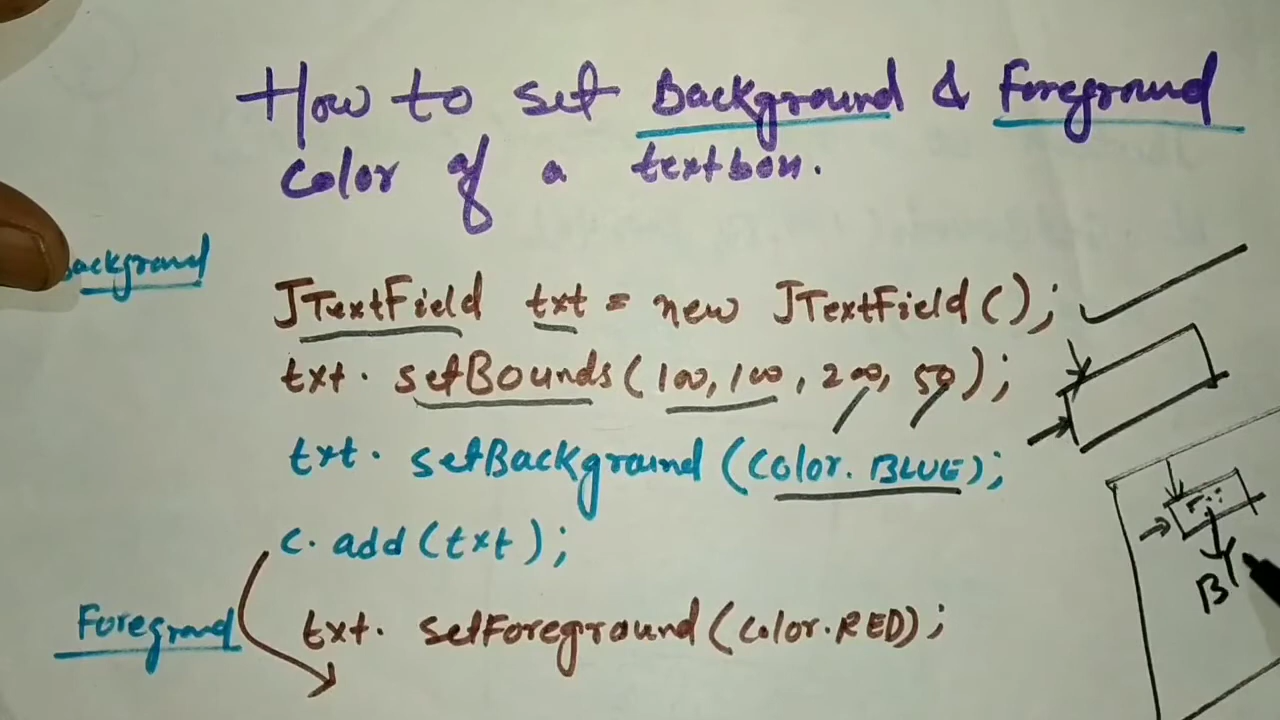 How to set Background & Foreground
Color of a textbox.
Background
JTextField txt = new JTextField();
txt. setBounds(100,100,200,50);
txt. setBackground(Color.BLUE);
c. add(txt);
Foreground
txt. setForeground(Color.RED);